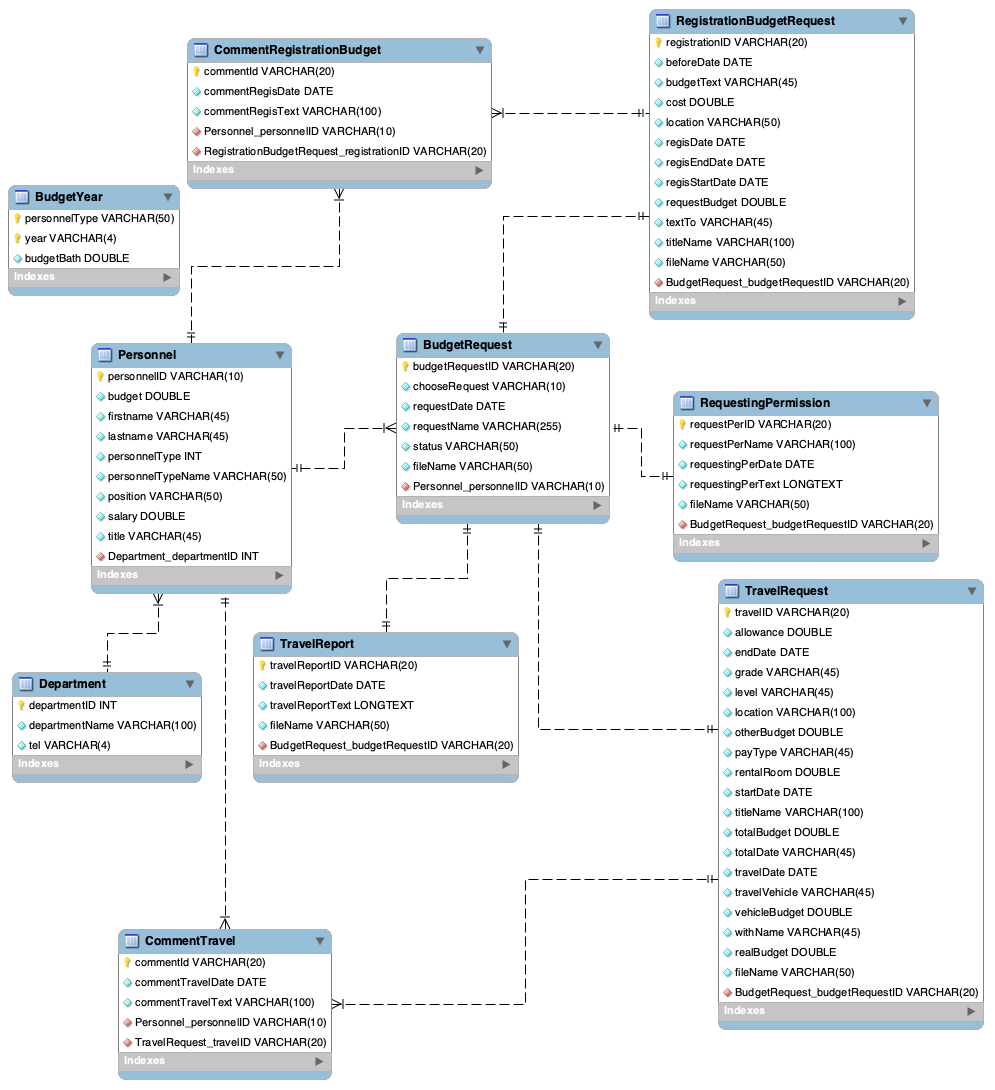 RegistrationBudgetRequest
registrationID VARCHAR(20)
beforeDate DATE
budgetText VARCHAR(45)
cost DOUBLE
location VARCHAR(50)
regisDate DATE
regisEndDate DATE
regisStartDate DATE
requestBudget DOUBLE
textTo VARCHAR(45)
titleName VARCHAR(100)
fileName VARCHAR(50)
BudgetRequest_budgetRequestID VARCHAR(20)
Indexes
CommentRegistrationBudget
commentId VARCHAR(20)
commentRegisDate DATE
commentRegisText VARCHAR(100)
Personnel_personnelID VARCHAR(10)
RegistrationBudgetRequest_registrationID VARCHAR(20)
Indexes
BudgetYear
personnelType VARCHAR(50)
year VARCHAR(4)
budgetBath DOUBLE
Indexes
Personnel
personnelID VARCHAR(10)
budget DOUBLE
firstname VARCHAR(45)
lastname VARCHAR(45)
personnelType INT
personnelTypeName VARCHAR(50)
position VARCHAR(50)
salary DOUBLE
title VARCHAR(45)
Department_departmentID INT
Indexes
BudgetRequest
budgetRequestID VARCHAR(20)
chooseRequest VARCHAR(10)
requestDate DATE
requestName VARCHAR(255)
status VARCHAR(50)
fileName VARCHAR(50)
Personnel_personnelID VARCHAR(10)
Indexes
RequestingPermission
requestPerID VARCHAR(20)
requestPerName VARCHAR(100)
requestingPerDate DATE
requestingPerText LONGTEXT
fileName VARCHAR(50)
BudgetRequest_budgetRequestID VARCHAR(20)
Indexes
Department
departmentID INT
departmentName VARCHAR(100)
tel VARCHAR(4)
Indexes
TravelReport
travelReportID VARCHAR(20)
travelReportDate DATE
travelReportText LONGTEXT
fileName VARCHAR(50)
BudgetRequest_budgetRequestID VARCHAR(20)
Indexes
TravelRequest
travelID VARCHAR(20)
allowance DOUBLE
endDate DATE
grade VARCHAR(45)
level VARCHAR(45)
location VARCHAR(100)
otherBudget DOUBLE
payType VARCHAR(45)
rentalRoom DOUBLE
startDate DATE
titleName VARCHAR(100)
totalBudget DOUBLE
totalDate VARCHAR(45)
travelDate DATE
travelVehicle VARCHAR(45)
vehicleBudget DOUBLE
withName VARCHAR(45)
realBudget DOUBLE
fileName VARCHAR(50)
BudgetRequest_budgetRequestID VARCHAR(20)
Indexes
CommentTravel
commentId VARCHAR(20)
commentTravelDate DATE
commentTravelText VARCHAR(100)
Personnel_personnelID VARCHAR(10)
TravelRequest_travelID VARCHAR(20)
Indexes